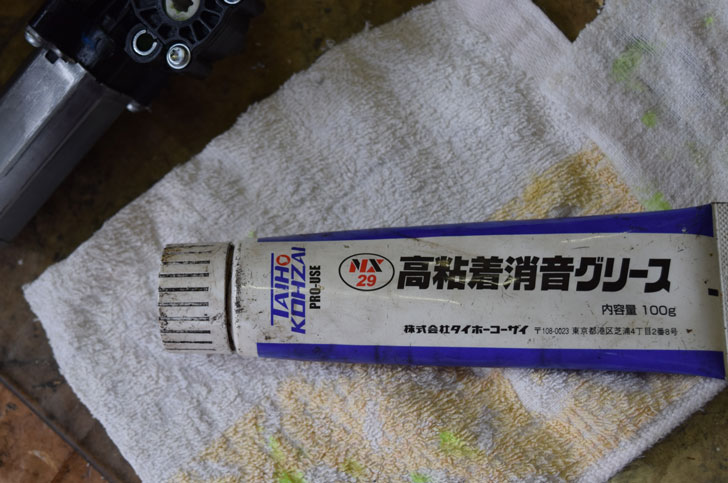 TAIHO
KOHZAI
PRO-USE
NX
29
高粘着消音グリース
内容量 100g
株式会社タイホーコーザイ 〒108-0023 東京都港区芝浦4丁目2番8号